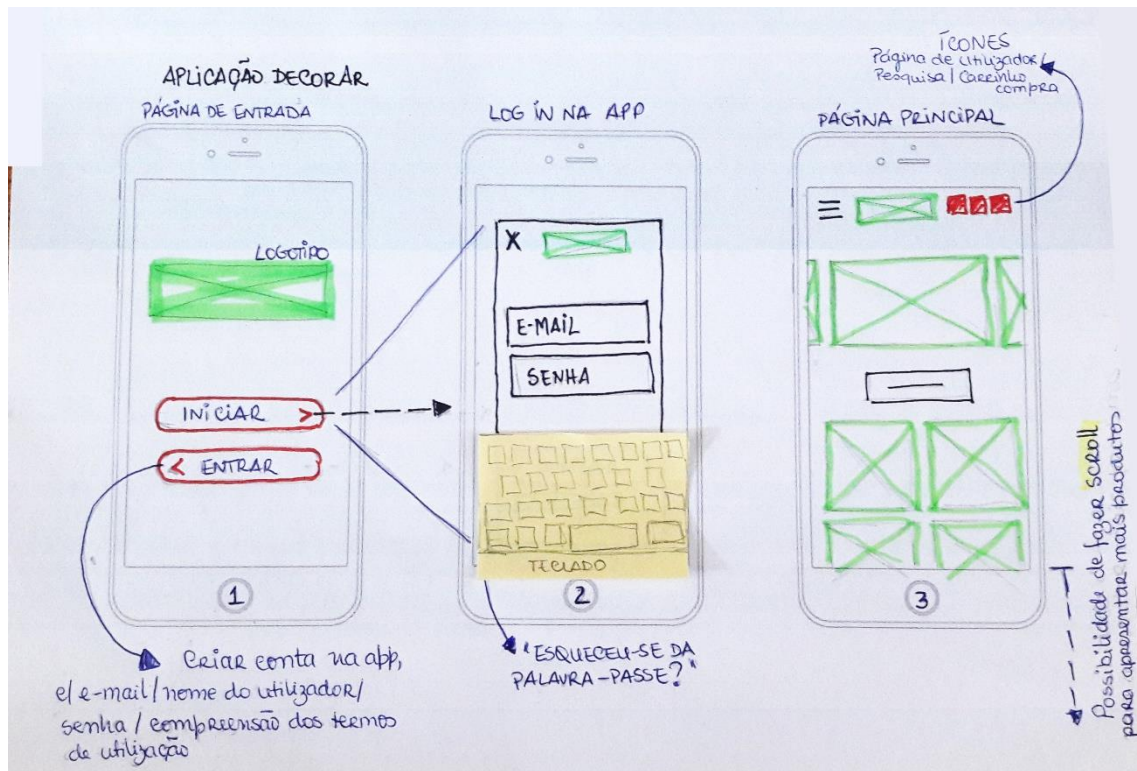 APLICAÇÃO DECORAR
PÁGINA DE ENTRADA
LOGOTIPO
INICIAR >
< ENTRAR
1
Criar conta na app,
c/ e-mail / nome do utilizador /
senha / compreensão dos termos
de utilização
LOG IN NA APP
X
E-MAIL
SENHA
TECLADO
2
"ESQUECEU-SE DA
PALAVRA-PASSE?"
ÍCONES
Página de utilizador /
Pesquisa / Carrinho
compra
PÁGINA PRINCIPAL
3
Possibilidade de fazer scroll
para apresentar mais produtos